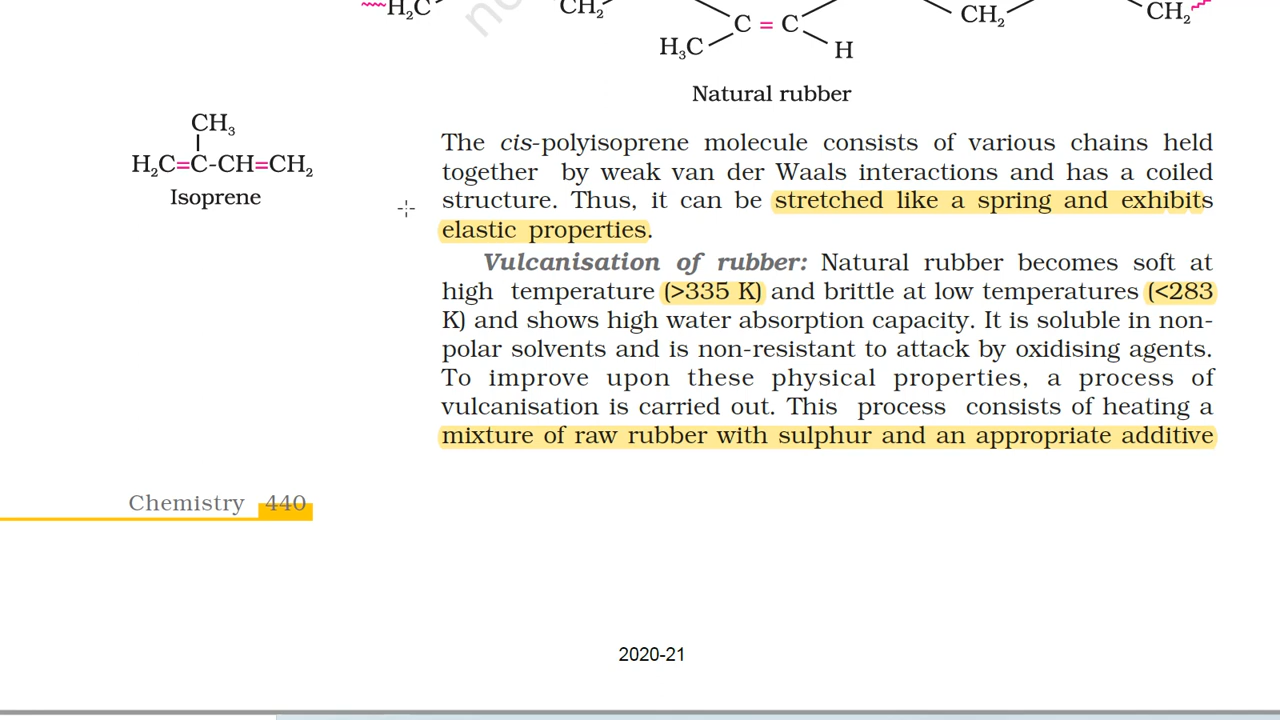 H₂C CH₂ C = C CH₂ CH₂
H₃C H
Natural rubber
CH₃
H₂C=C-CH=CH₂
Isoprene
The cis-polyisoprene molecule consists of various chains held
together by weak van der Waals interactions and has a coiled
structure. Thus, it can be stretched like a spring and exhibits
elastic properties.
Vulcanisation of rubber: Natural rubber becomes soft at
high temperature (>335 K) and brittle at low temperatures (<283
K) and shows high water absorption capacity. It is soluble in non-
polar solvents and is non-resistant to attack by oxidising agents.
To improve upon these physical properties, a process of
vulcanisation is carried out. This process consists of heating a
mixture of raw rubber with sulphur and an appropriate additive
Chemistry 440
2020-21